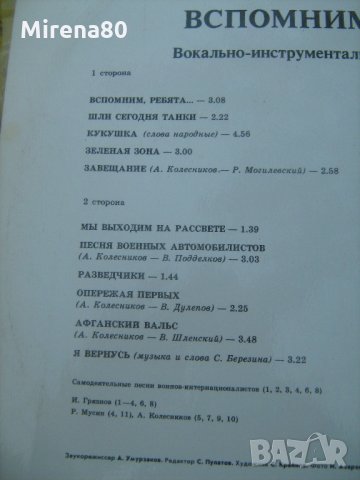 Mirena80
ВСПОМНИМ
Вокально-инструментал
1 сторона
ВСПОМНИМ, РЕБЯТА... — 3.08
ШЛИ СЕГОДНЯ ТАНКИ — 2.22
КУКУШКА (слова народные) — 4.56
ЗЕЛЕНАЯ ЗОНА — 3.00
ЗАВЕЩАНИЕ (А. Колесников — Р. Могилевский) — 2.58
2 сторона
МЫ ВЫХОДИМ НА РАССВЕТЕ — 1.39
ПЕСНЯ ВОЕННЫХ АВТОМОБИЛИСТОВ
(А. Колесников — В. Подделков) — 3.03
РАЗВЕДЧИКИ — 1.44
ОПЕРЕЖАЯ ПЕРВЫХ
(А. Колесников — В. Дулепов) — 2.25
АФГАНСКИЙ ВАЛЬС
(А. Колесников — В. Шленский) — 3.48
Я ВЕРНУСЬ (музыка и слова С. Березина) — 3.22
Самодеятельные песни воинов-интернационалистов (1, 2, 3, 4, 6, 8)
И. Грязнов (1—4, 6, 8)
Р. Мусин (4, 11), А. Колесников (5, 7, 9, 10)
Звукорежиссер А. Умурзаков. Редактор С. Пулатов. Худ Фото Н.
BAZAR
bg